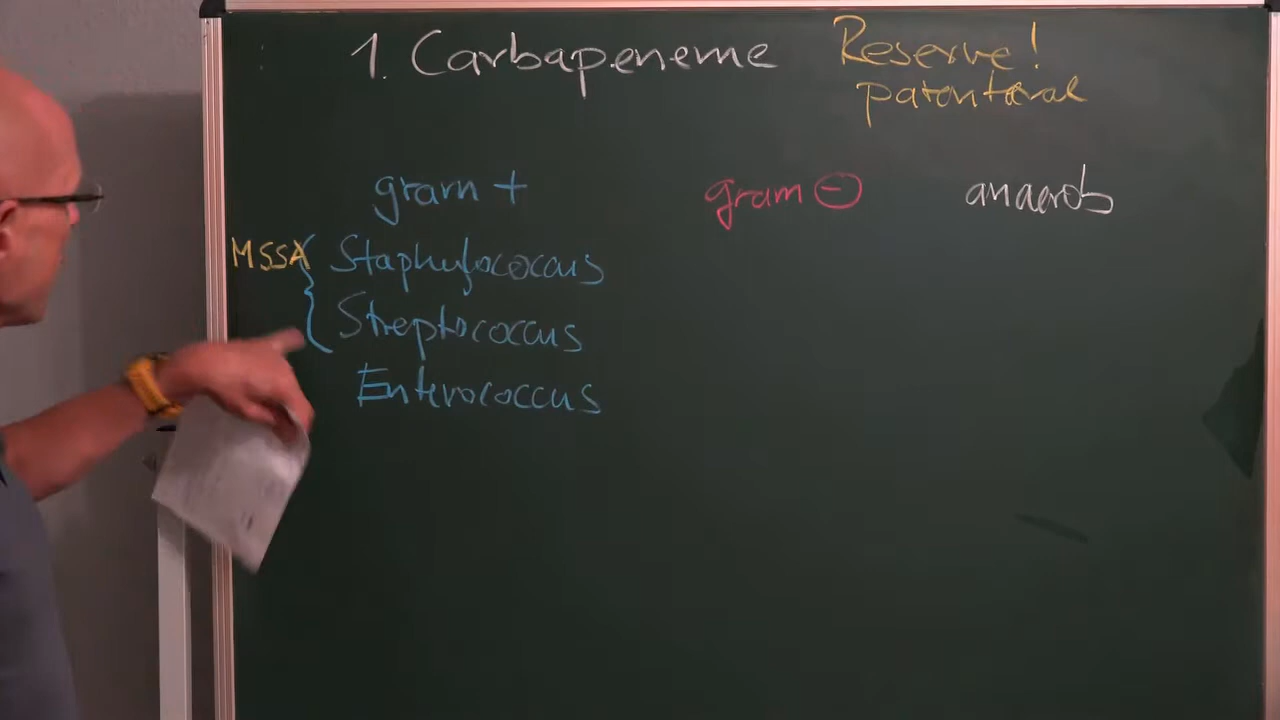 1. Carbapeneme Reserve!
parenteral
gram + gram ⊖ anaerob
MSSA { Staphylococcus
Streptococcus
Enterococcus